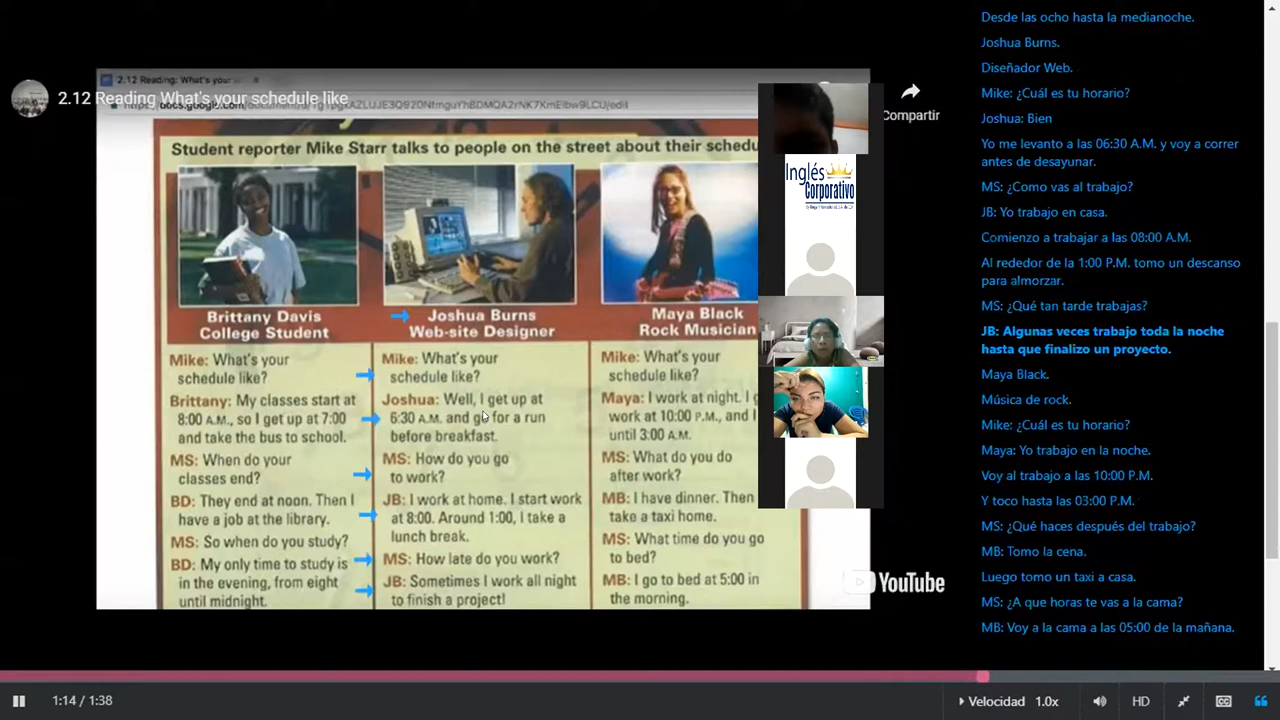 2.12 Reading: What's your s
https://docs.google.com/
2.12 Reading What's your schedule like
Compartir
Student reporter Mike Starr talks to people on the street about their schedu
Brittany Davis
College Student
Mike: What's your
schedule like?
Brittany: My classes start at
8:00 A.M., so I get up at 7:00
and take the bus to school.
MS: When do your
classes end?
BD: They end at noon. Then I
have a job at the library.
MS: So when do you study?
BD: My only time to study is
in the evening, from eight
until midnight.
Joshua Burns
Web-site Designer
Mike: What's your
schedule like?
Joshua: Well, I get up at
6:30 A.M. and go for a run
before breakfast.
MS: How do you go
to work?
JB: I work at home. I start work
at 8:00. Around 1:00, I take a
lunch break.
MS: How late do you work?
JB: Sometimes I work all night
to finish a project!
Maya Black
Rock Musician
Mike: What's your
schedule like?
Maya: I work at night. I g
work at 10:00 P.M., and I
until 3:00 A.M.
MS: What do you do
after work?
MB: I have dinner. Then
take a taxi home.
MS: What time do you go
to bed?
MB: I go to bed at 5:00 in
the morning.
Inglés
Corporativo
YouTube
Desde las ocho hasta la medianoche.
Joshua Burns.
Diseñador Web.
Mike: ¿Cuál es tu horario?
Joshua: Bien
Yo me levanto a las 06:30 A.M. y voy a correr
antes de desayunar.
MS: ¿Como vas al trabajo?
JB: Yo trabajo en casa.
Comienzo a trabajar a las 08:00 A.M.
Al rededor de la 1:00 P.M. tomo un descanso
para almorzar.
MS: ¿Qué tan tarde trabajas?
JB: Algunas veces trabajo toda la noche
hasta que finalizo un proyecto.
Maya Black.
Música de rock.
Mike: ¿Cuál es tu horario?
Maya: Yo trabajo en la noche.
Voy al trabajo a las 10:00 P.M.
Y toco hasta las 03:00 P.M.
MS: ¿Qué haces después del trabajo?
MB: Tomo la cena.
Luego tomo un taxi a casa.
MS: ¿A que horas te vas a la cama?
MB: Voy a la cama a las 05:00 de la mañana.
1:14 / 1:38
Velocidad 1.0x
HD
CC